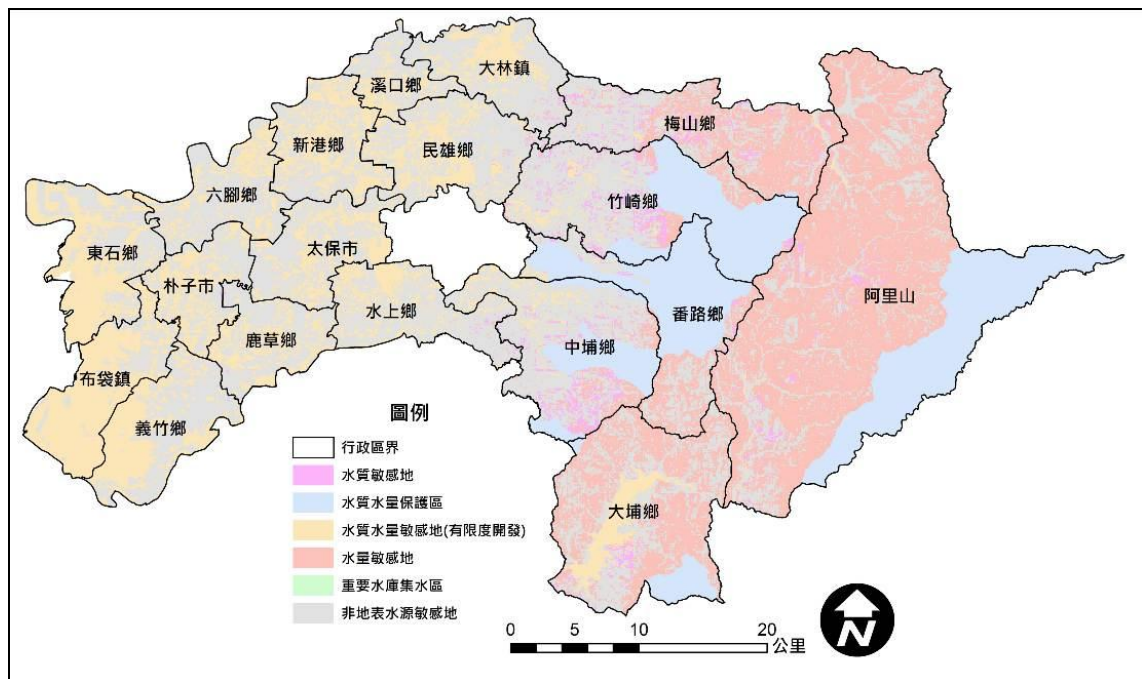 大林鎮
溪口鄉
梅山鄉
新港鄉
民雄鄉
六腳鄉
竹崎鄉
太保市
東石鄉
朴子市
水上鄉
阿里山
番路鄉
鹿草鄉
中埔鄉
布袋鎮
義竹鄉
大埔鄉
圖例
行政區界
水質敏感地
水質水量保護區
水質水量敏感地(有限度開發)
水量敏感地
重要水庫集水區
非地表水源敏感地
0 5 10 20
公里
N